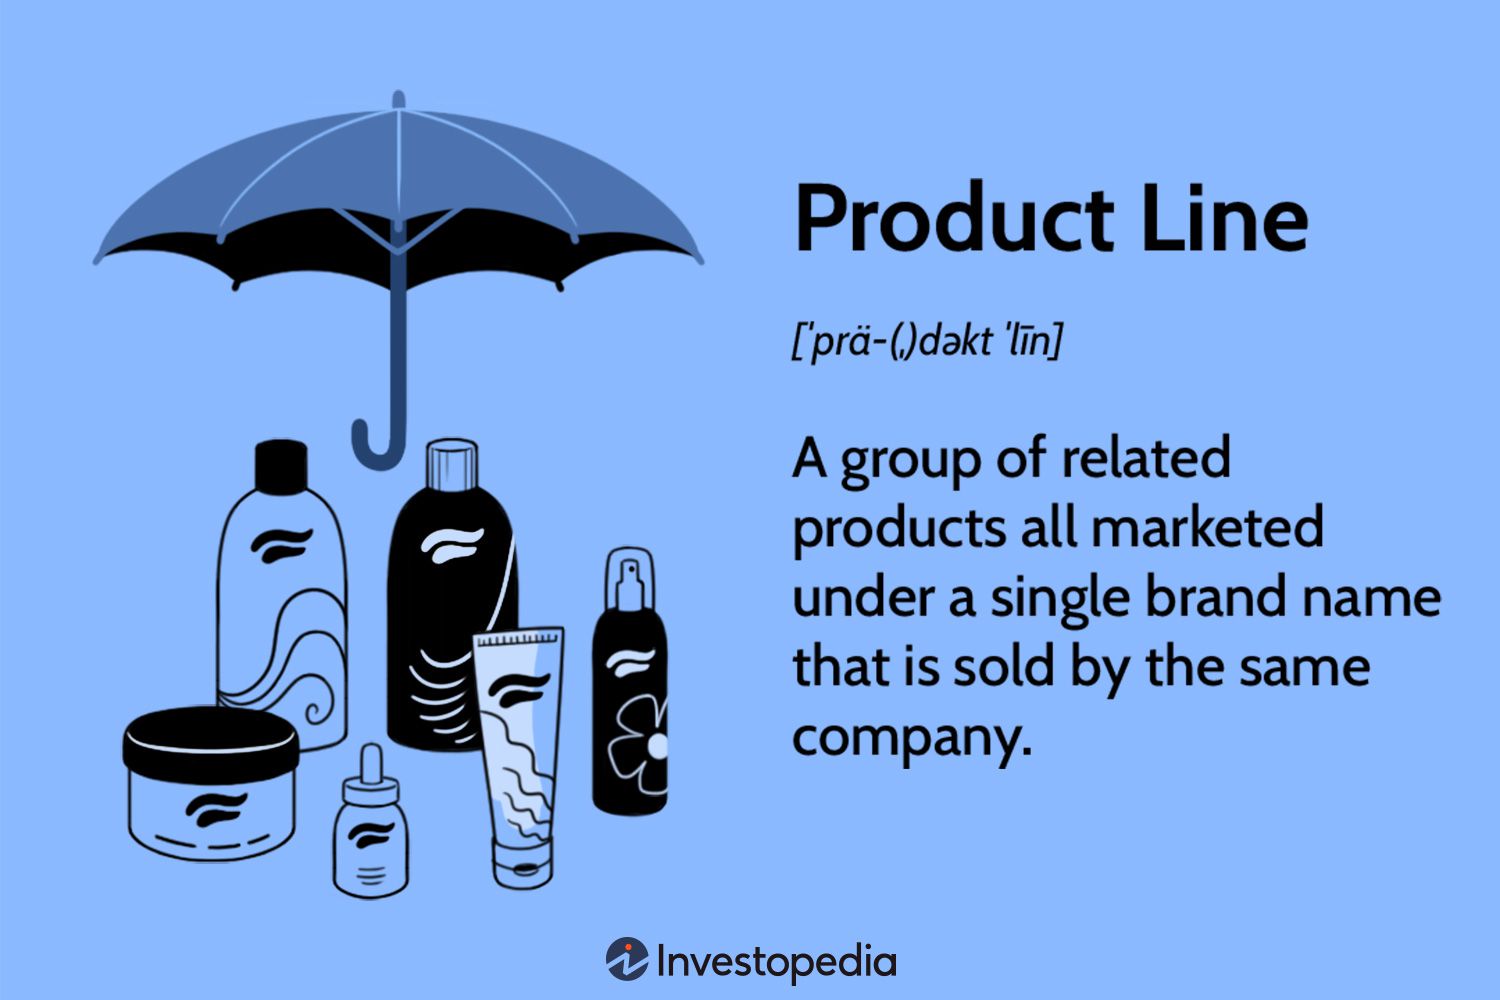 Product Line
[ˈprä-(ˌ)dəkt ˈlīn]
A group of related
products all marketed
under a single brand name
that is sold by the same
company.
Investopedia